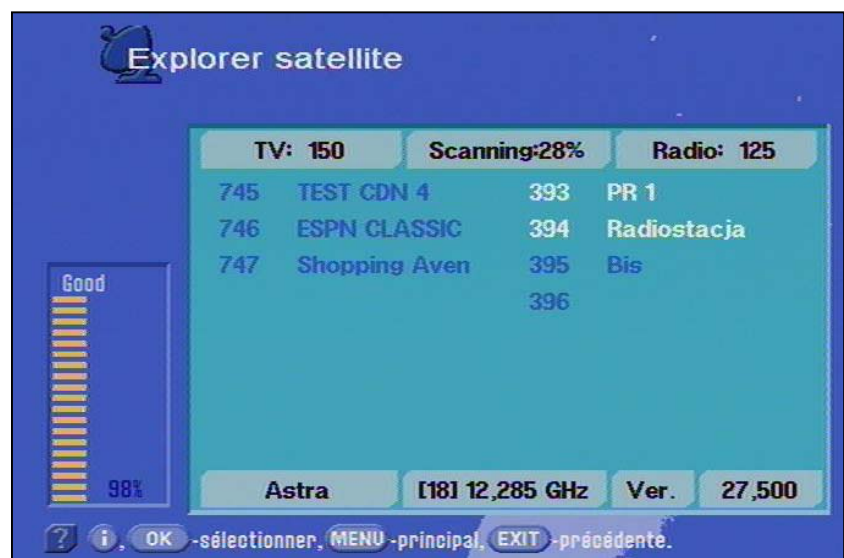 Explorer satellite
TV: 150 Scanning:28% Radio: 125
745 TEST CDN 4 393 PR 1
746 ESPN CLASSIC 394 Radiostacja
747 Shopping Aven 395 Bis
396
Good
98%
Astra [18] 12,285 GHz Ver. 27,500
? i, OK -sélectionner, MENU -principal, EXIT -précédente.